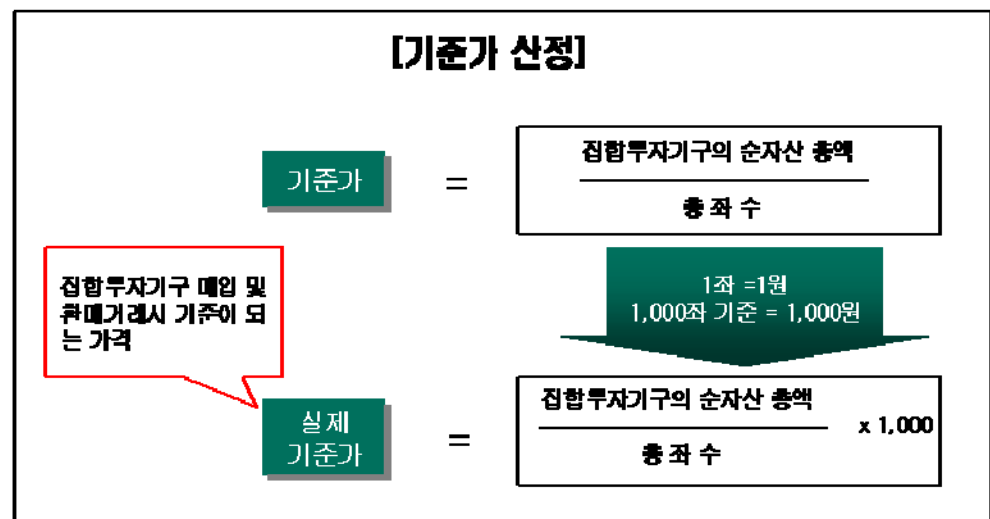 [기준가 산정]
기준가
=
집합투자기구의 순자산 총액
총 좌 수
집합투자기구 매입 및
환매거래시 기준이 되
는 가격
1좌 =1원
1,000좌 기준 = 1,000원
실제
기준가
=
집합투자기구의 순자산 총액
총 좌 수
x 1,000